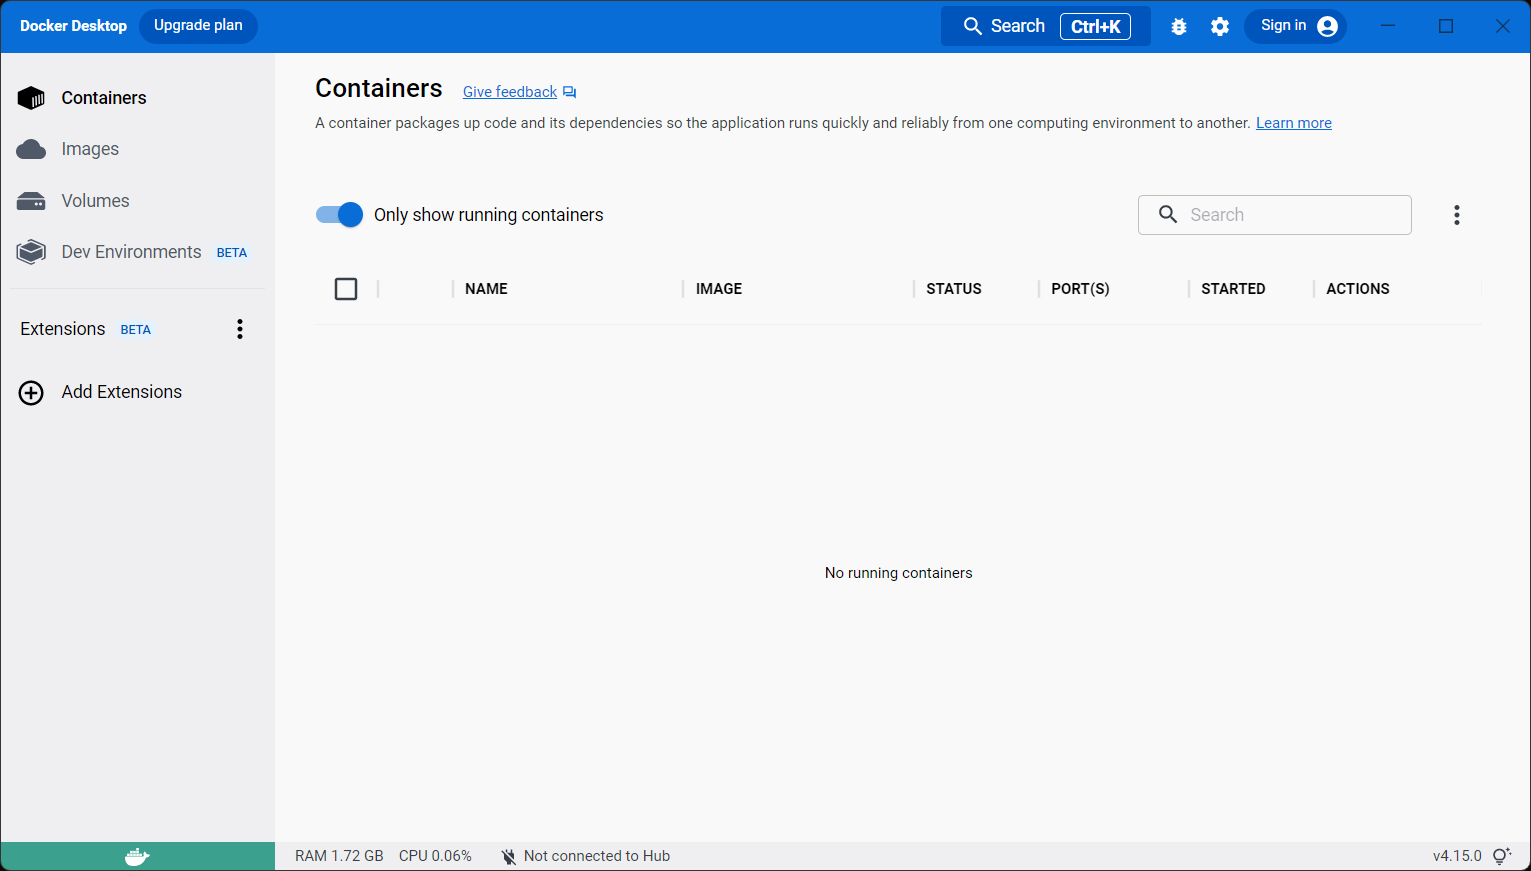 Docker Desktop Upgrade plan Search Ctrl+K Sign in
Containers
Images
Volumes
Dev Environments BETA
Extensions BETA
Add Extensions
Containers Give feedback
A container packages up code and its dependencies so the application runs quickly and reliably from one computing environment to another. Learn more
Only show running containers Search
NAME IMAGE STATUS PORT(S) STARTED ACTIONS
No running containers
RAM 1.72 GB CPU 0.06% Not connected to Hub v4.15.0